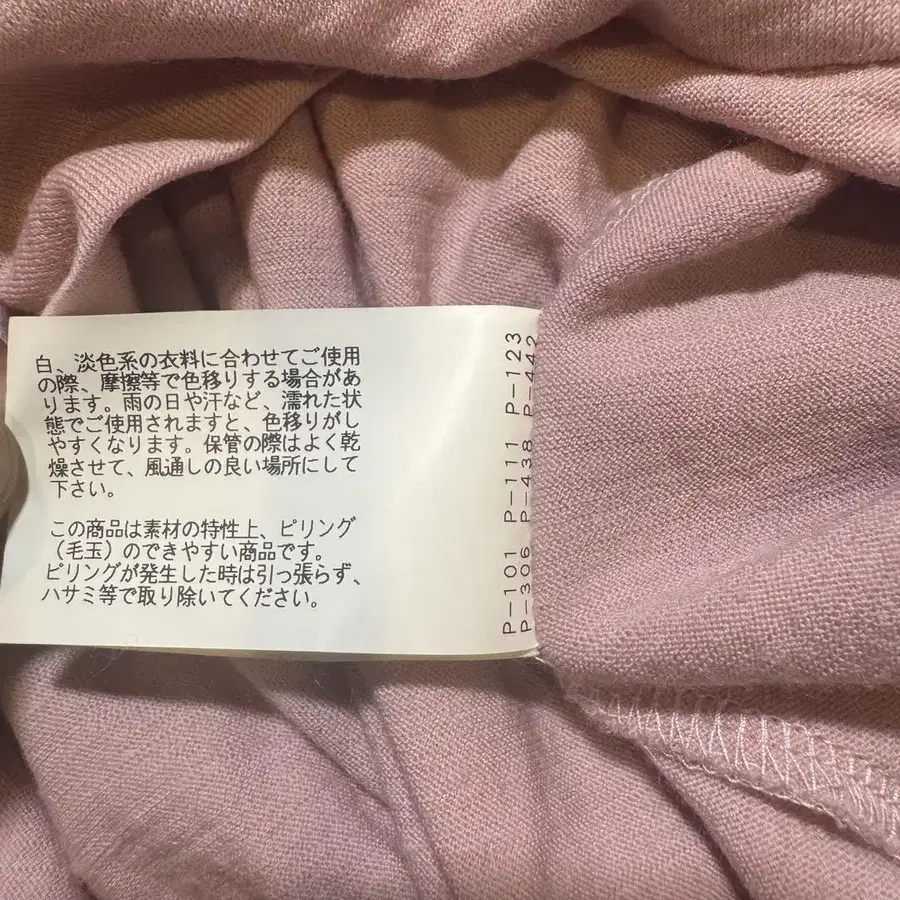 白、淡色系の衣料に合わせてご使用
の際、摩擦等で色移りする場合があ
ります。雨の日や汗など、濡れた状
態でご使用されますと、色移りがし
やすくなります。保管の際はよく乾
燥させて、風通しの良い場所にして
下さい。
この商品は素材の特性上、ピリング
（毛玉）のできやすい商品です。
ピリングが発生した時は引っ張らず、
ハサミ等で取り除いてください。
P-101 P-111 P-123
P-306 P-438 P-442